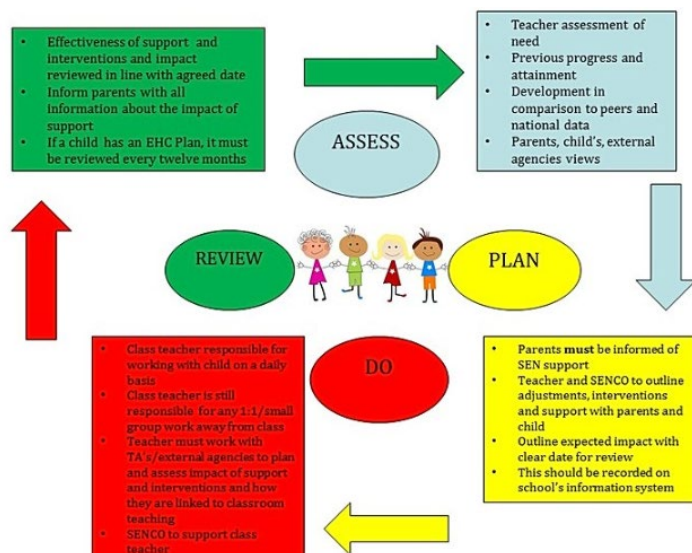 • Effectiveness of support and
interventions and impact
reviewed in line with agreed date
• Inform parents with all
information about the impact of
support
• If a child has an EHC Plan, it must
be reviewed every twelve months
• Teacher assessment of
need
• Previous progress and
attainment
• Development in
comparison to peers and
national data
• Parents, child's, external
agencies views
ASSESS
REVIEW
PLAN
DO
• Class teacher responsible for
working with child on a daily
basis
• Class teacher is still
responsible for any 1:1/small
group work away from class
• Teacher must work with
TA's/external agencies to plan
and assess impact of support
and interventions and how
they are linked to classroom
teaching
• SENCO to support class
teacher
• Parents must be informed of
SEN support
• Teacher and SENCO to outline
adjustments, interventions
and support with parents and
child
• Outline expected impact with
clear date for review
• This should be recorded on
school's information system